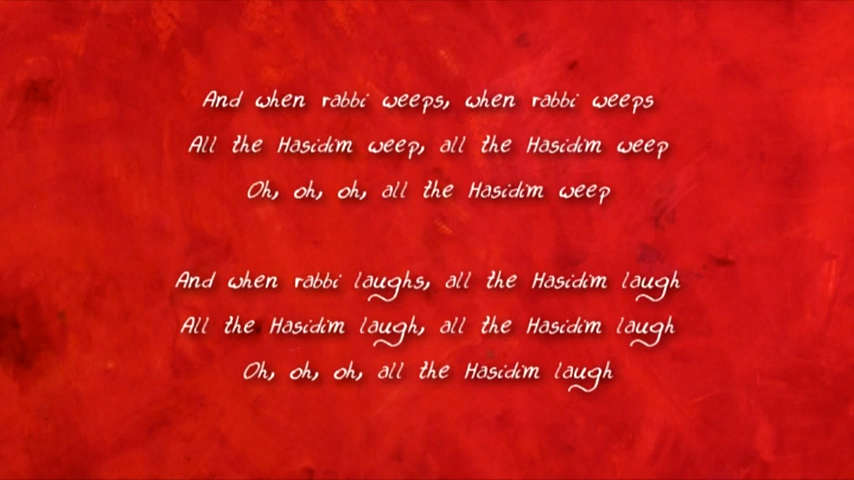 And when rabbi weeps, when rabbi weeps
All the Hasidim weep, all the Hasidim weep
Oh, oh, oh, all the Hasidim weep
And when rabbi laughs, all the Hasidim laugh
All the Hasidim laugh, all the Hasidim laugh
Oh, oh, oh, all the Hasidim laugh